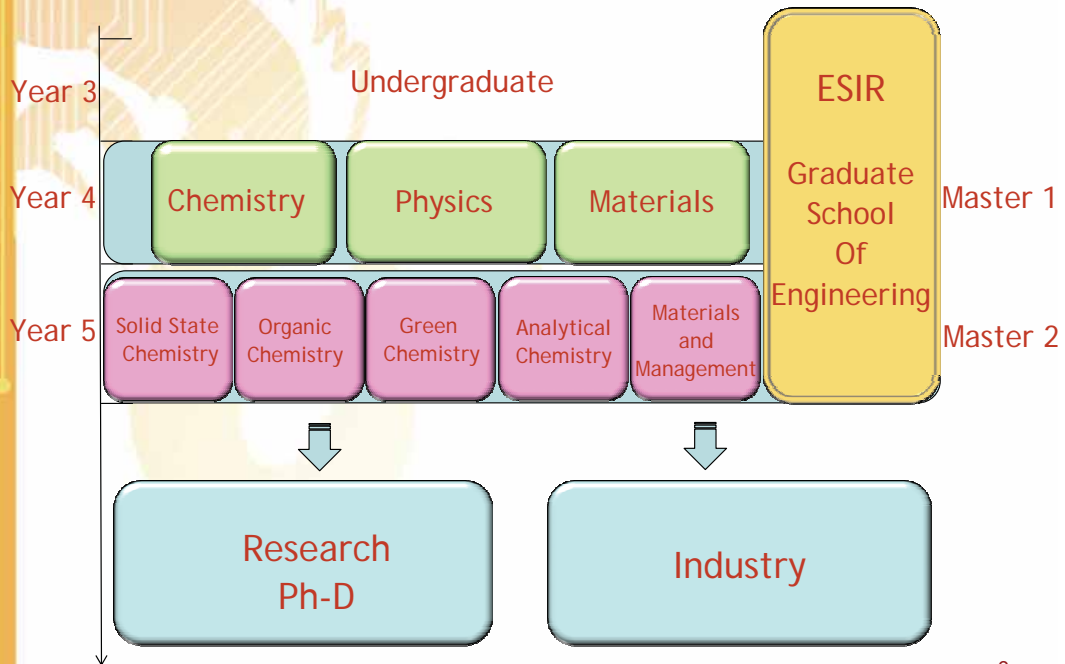 Year 3
Undergraduate
ESIR
Graduate
School
Of
Engineering
Year 4
Chemistry
Physics
Materials
Master 1
Year 5
Solid State
Chemistry
Organic
Chemistry
Green
Chemistry
Analytical
Chemistry
Materials
and
Management
Master 2
Research
Ph-D
Industry